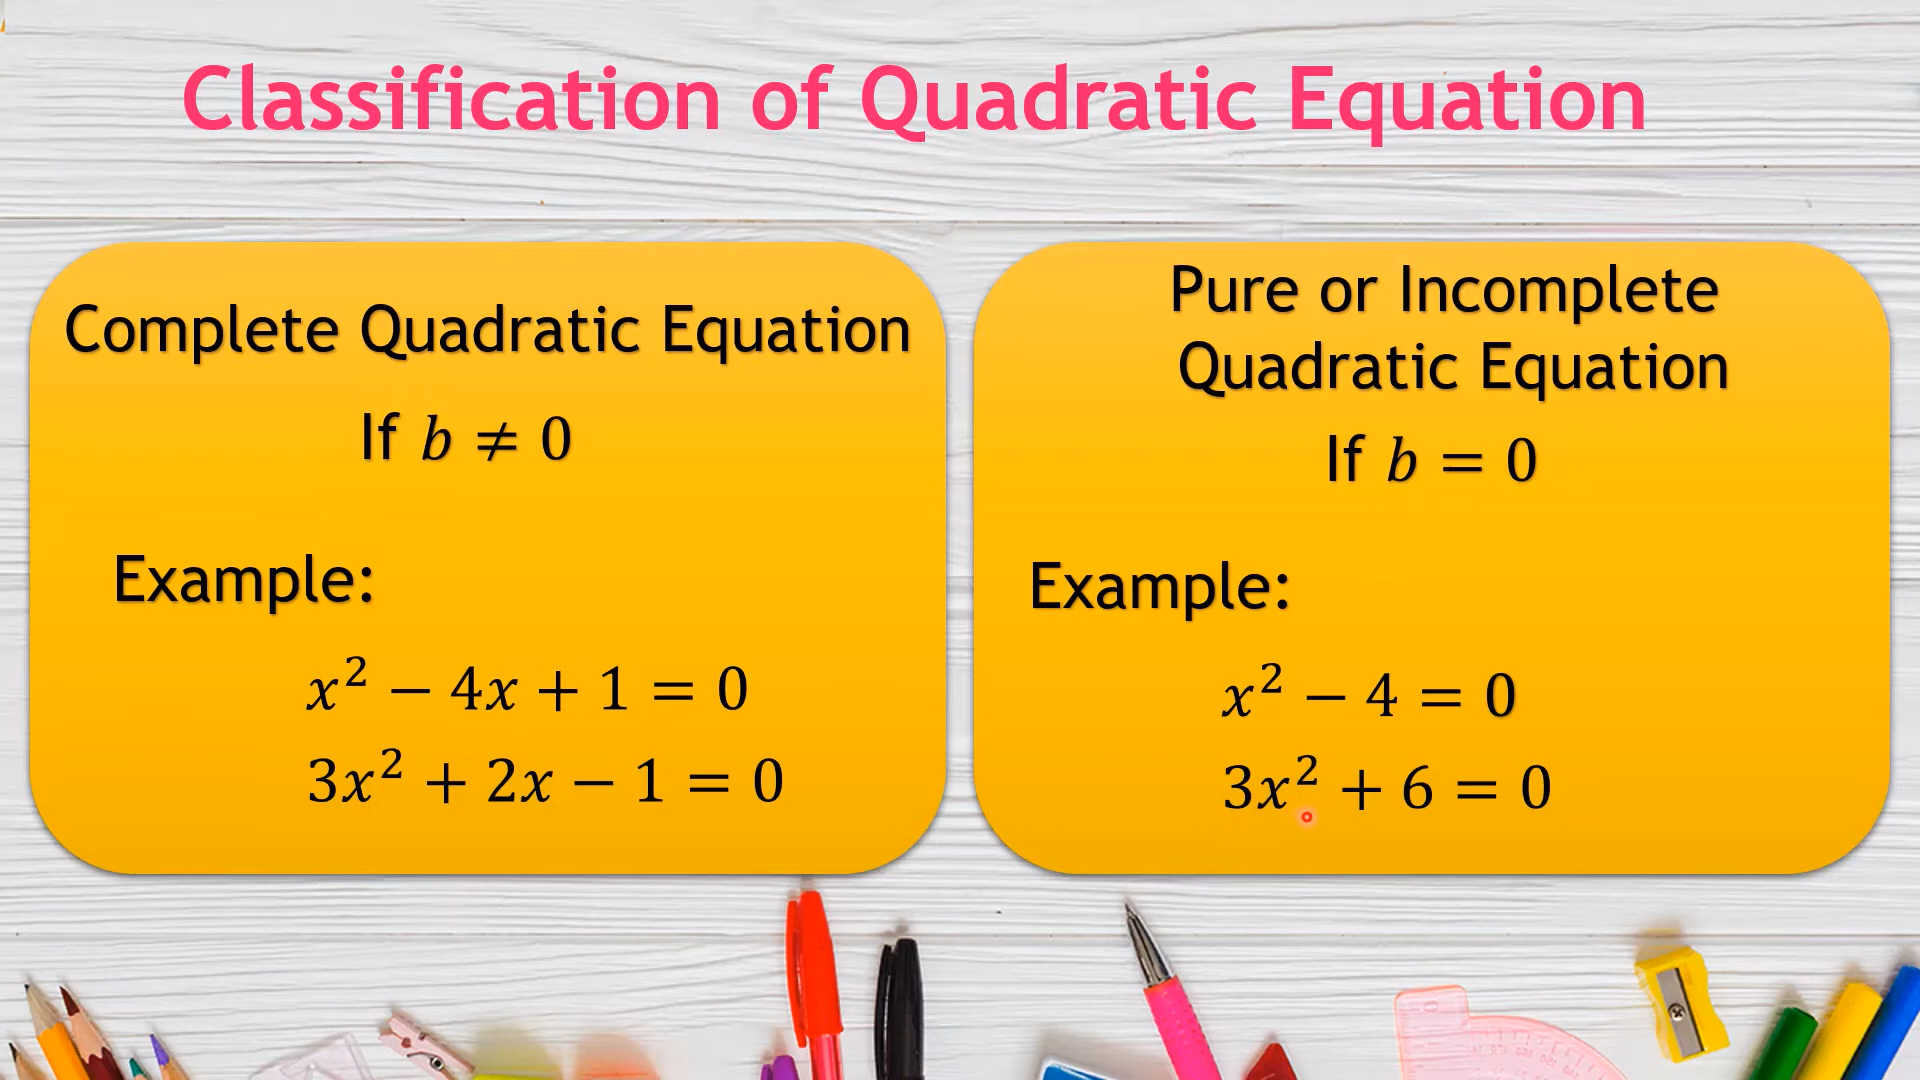 Classification of Quadratic Equation
Complete Quadratic Equation
If b ≠ 0
Example:
x² − 4x + 1 = 0
3x² + 2x − 1 = 0
Pure or Incomplete
Quadratic Equation
If b = 0
Example:
x² − 4 = 0
3x² + 6 = 0